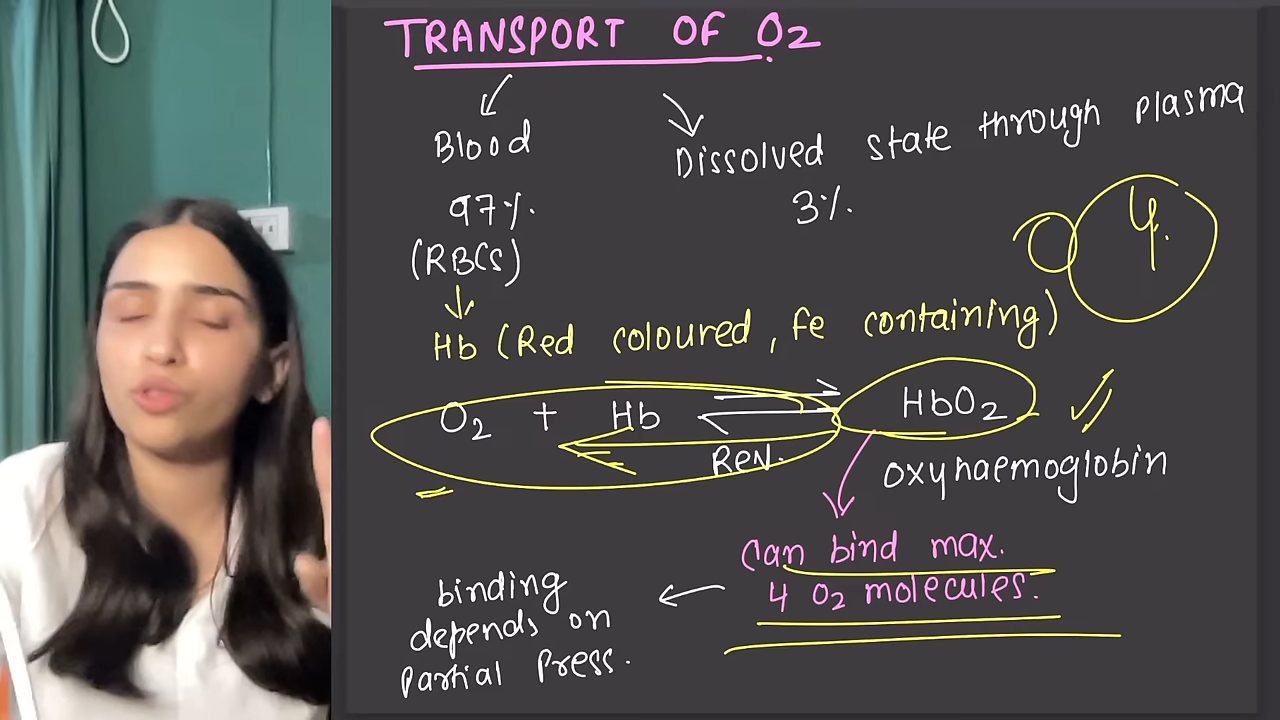 TRANSPORT OF O2
Blood
97%.
(RBCs)
Dissolved state through plasma
3%.
4.
Hb (Red coloured, Fe containing)
O2 + Hb ⇌ HbO2
Rev.
oxyhaemoglobin
Can bind max.
4 O2 molecules.
binding
depends on
Partial Press.